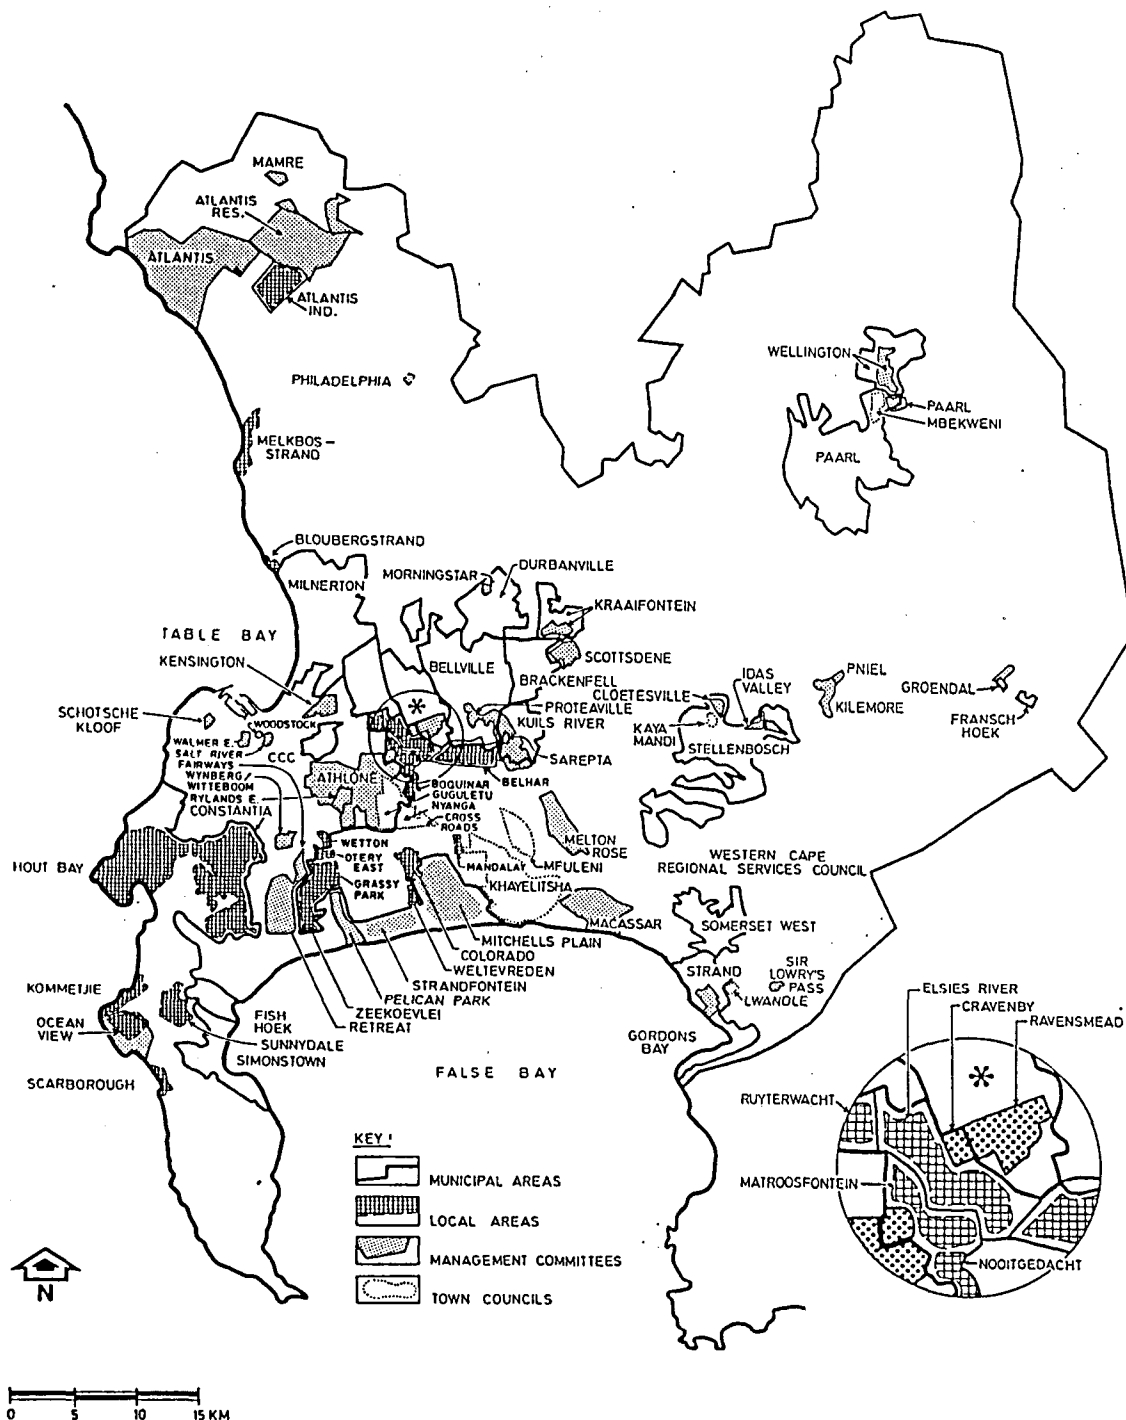 MAMRE
ATLANTIS
RES.
ATLANTIS
ATLANTIS
IND.
PHILADELPHIA
WELLINGTON
PAARL
MBEKWENI
PAARL
MELKBOS-
STRAND
BLOUBERGSTRAND
MILNERTON
MORNINGSTAR
DURBANVILLE
KRAAIFONTEIN
TABLE BAY
KENSINGTON
BELLVILLE
SCOTTSDENE
BRACKENFELL
CLOETESVILLE
IDAS
VALLEY
PNIEL
KILEMORE
GROENDAL
FRANSCH
HOEK
SCHOTSCHE
KLOOF
WOODSTOCK
*
PROTEAVILLE
KUILS RIVER
KAYA
MANDI
STELLENBOSCH
WALMER E.
SALT RIVER
FAIRWAYS
WYNBERG/
WITTEBOOM
RYLANDS E.
CONSTANTIA
CCC
ATHLONE
SAREPTA
BELHAR
BOQUINAR
GUGULETU
NYANGA
CROSS
ROADS
MELTON
ROSE
HOUT BAY
WETTON
OTERY
EAST
GRASSY
PARK
MANDALAY
MFULENI
KHAYELITSHA
MACASSAR
WESTERN CAPE
REGIONAL SERVICES COUNCIL
SOMERSET WEST
MITCHELLS PLAIN
COLORADO
WELTEVREDEN
STRANDFONTEIN
PELICAN PARK
ZEEKOEVLEI
RETREAT
STRAND
SIR
LOWRY'S
PASS
LWANDLE
GORDONS
BAY
KOMMETJIE
OCEAN
VIEW
FISH
HOEK
SUNNYDALE
SIMONSTOWN
SCARBOROUGH
FALSE BAY
ELSIES RIVER
CRAVENBY
RAVENSMEAD
*
RUYTERWACHT
MATROOSFONTEIN
NOOITGEDACHT
KEY:
MUNICIPAL AREAS
LOCAL AREAS
MANAGEMENT COMMITTEES
TOWN COUNCILS
N
0 5 10 15 KM